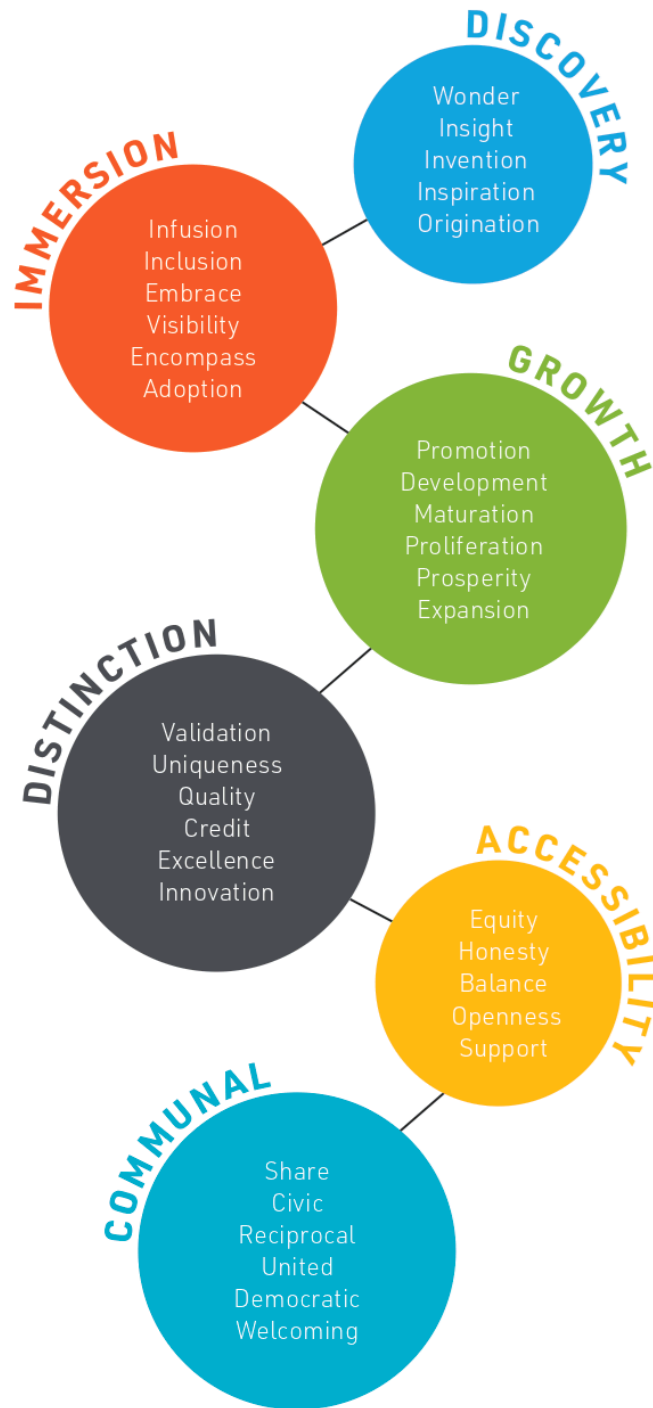 DISCOVERY
Wonder
Insight
Invention
Inspiration
Origination
IMMERSION
Infusion
Inclusion
Embrace
Visibility
Encompass
Adoption
GROWTH
Promotion
Development
Maturation
Proliferation
Prosperity
Expansion
DISTINCTION
Validation
Uniqueness
Quality
Credit
Excellence
Innovation
ACCESSIBILITY
Equity
Honesty
Balance
Openness
Support
COMMUNAL
Share
Civic
Reciprocal
United
Democratic
Welcoming